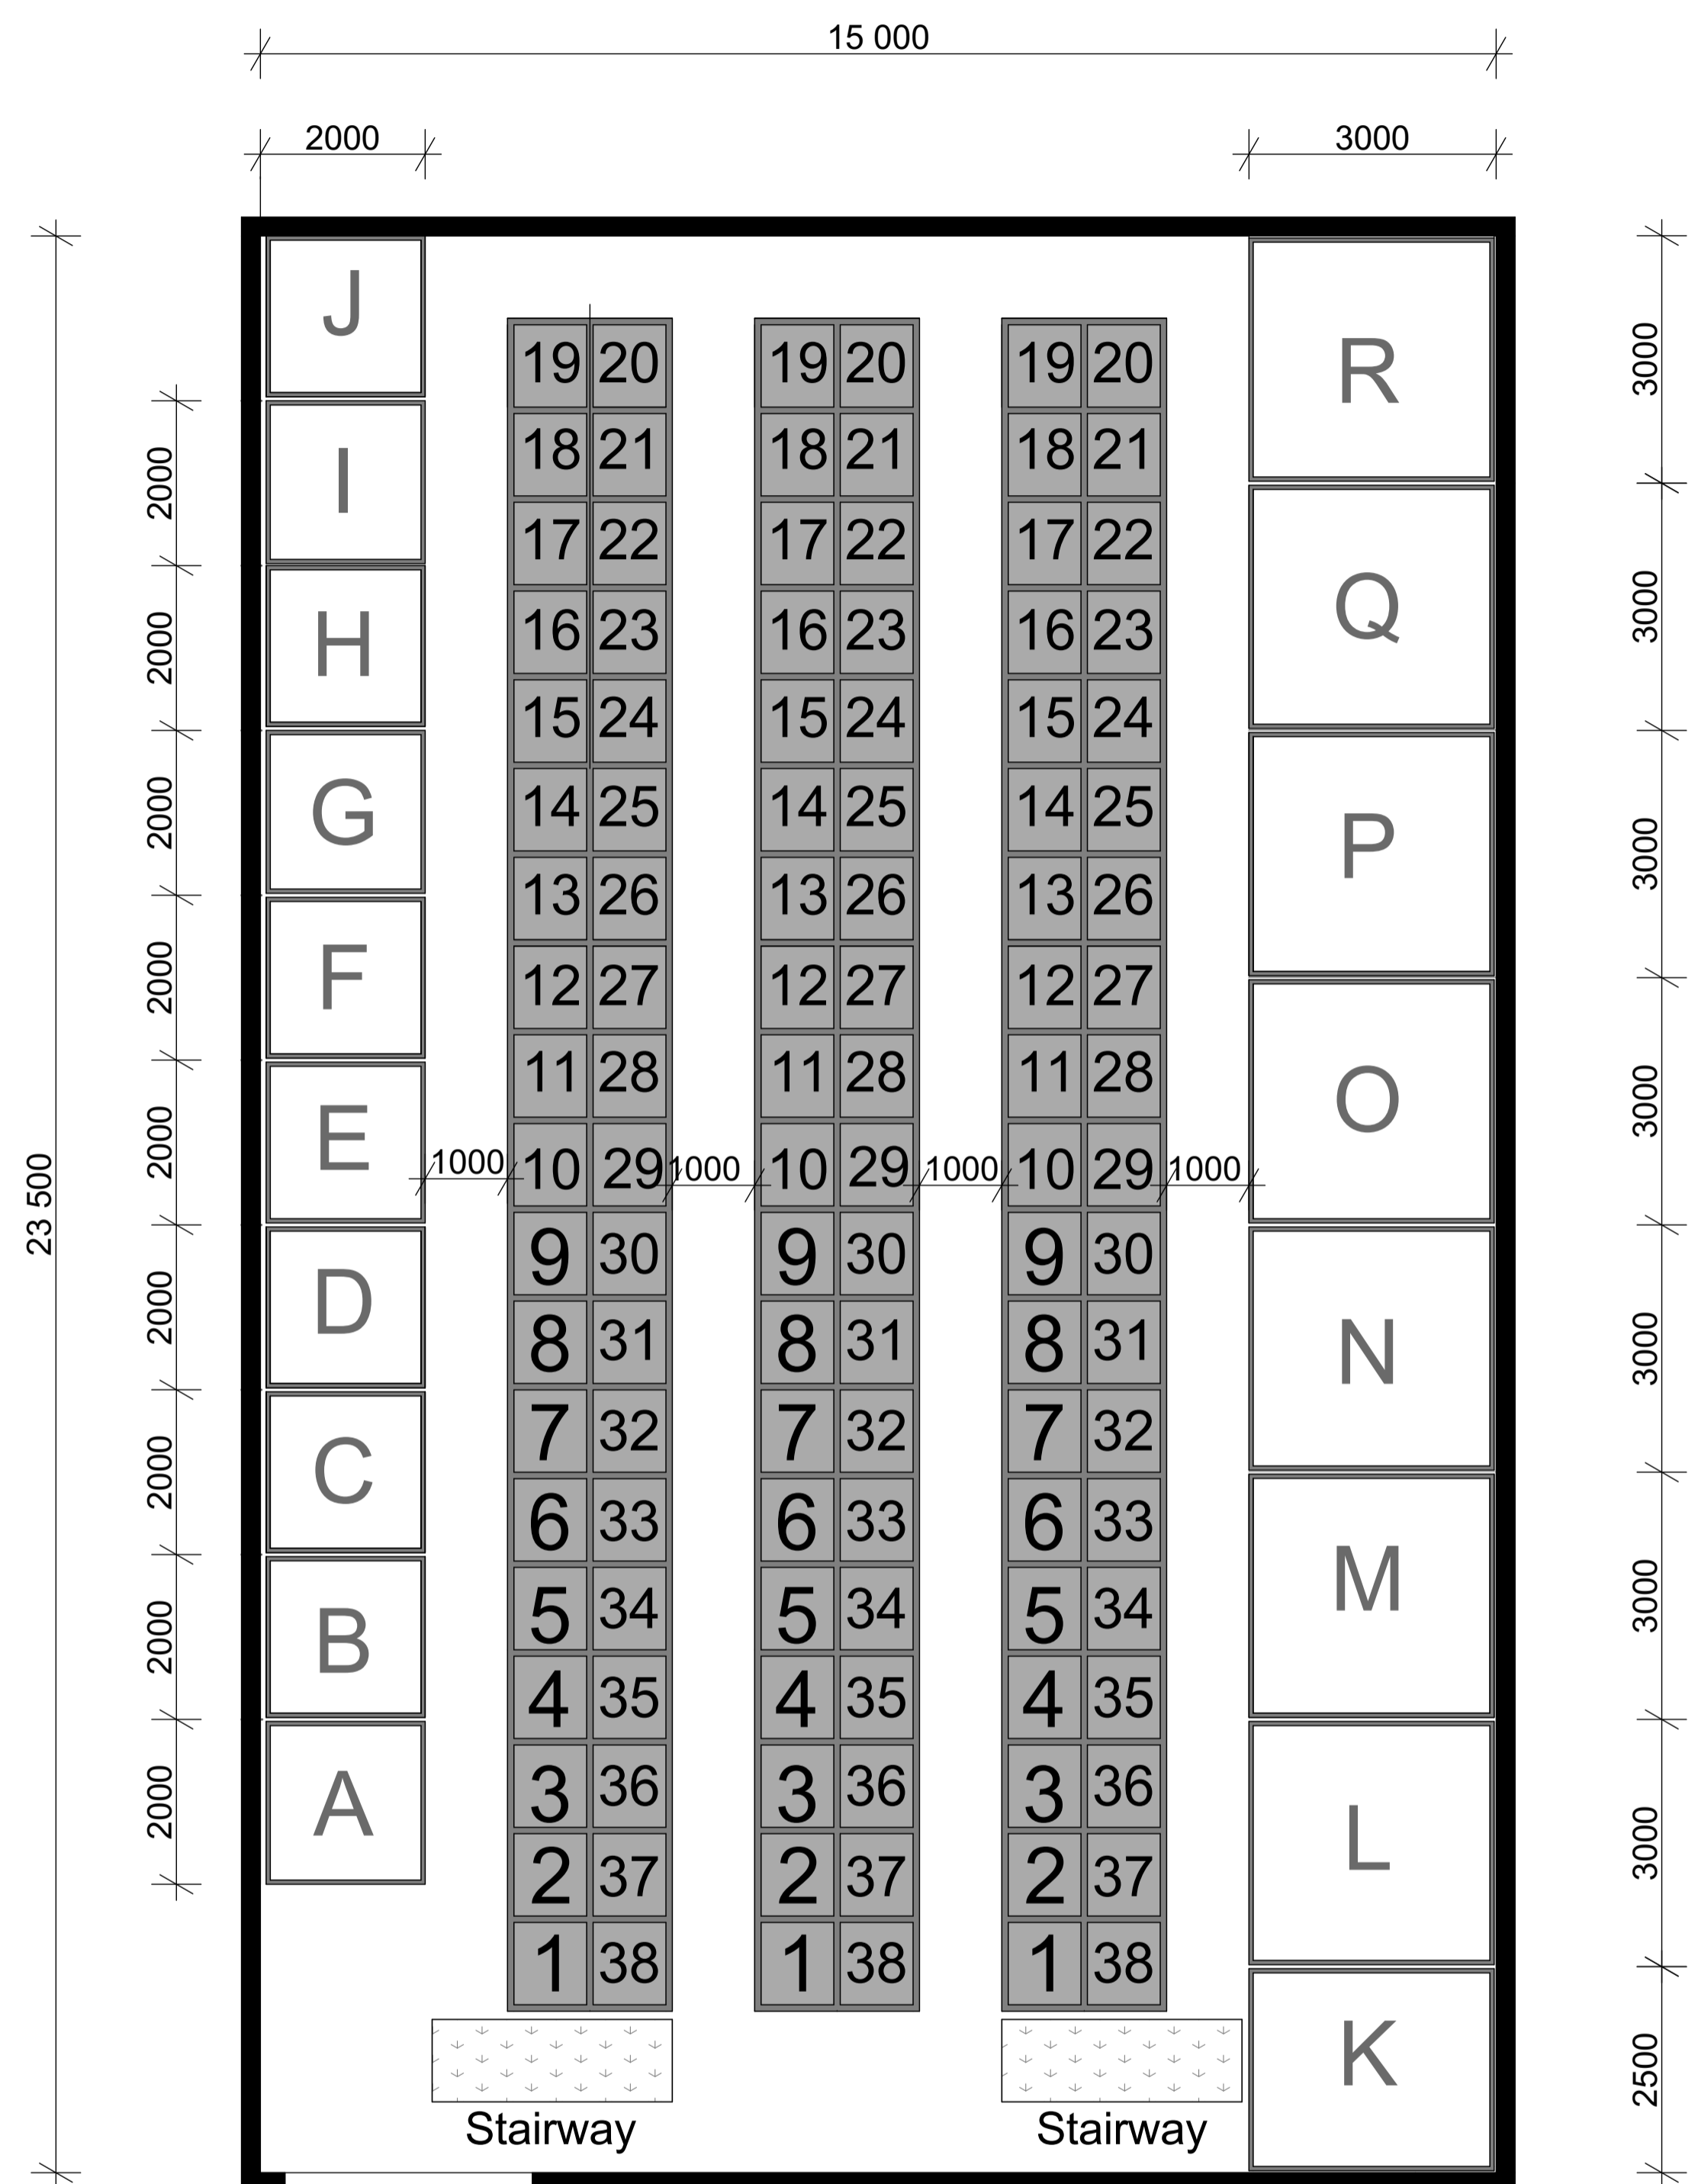 15 000
2000 3000
J R
19 20 19 20 19 20
3000
18 21 18 21 18 21
I
2000
17 22 17 22 17 22
Q
3000
16 23 16 23 16 23
H
2000
15 24 15 24 15 24
14 25 14 25 14 25
G
2000
P
3000
13 26 13 26 13 26
F
2000
12 27 12 27 12 27
11 28 11 28 11 28
O
3000
E
2000
1000 1000 1000 1000
10 29 10 29 10 29
23 500
9 30 9 30 9 30
D
2000
8 31 8 31 8 31
N
3000
7 32 7 32 7 32
C
2000
6 33 6 33 6 33
M
3000
5 34 5 34 5 34
B
2000
4 35 4 35 4 35
3 36 3 36 3 36
A
2000
L
3000
2 37 2 37 2 37
1 38 1 38 1 38
K
2500
Stairway Stairway